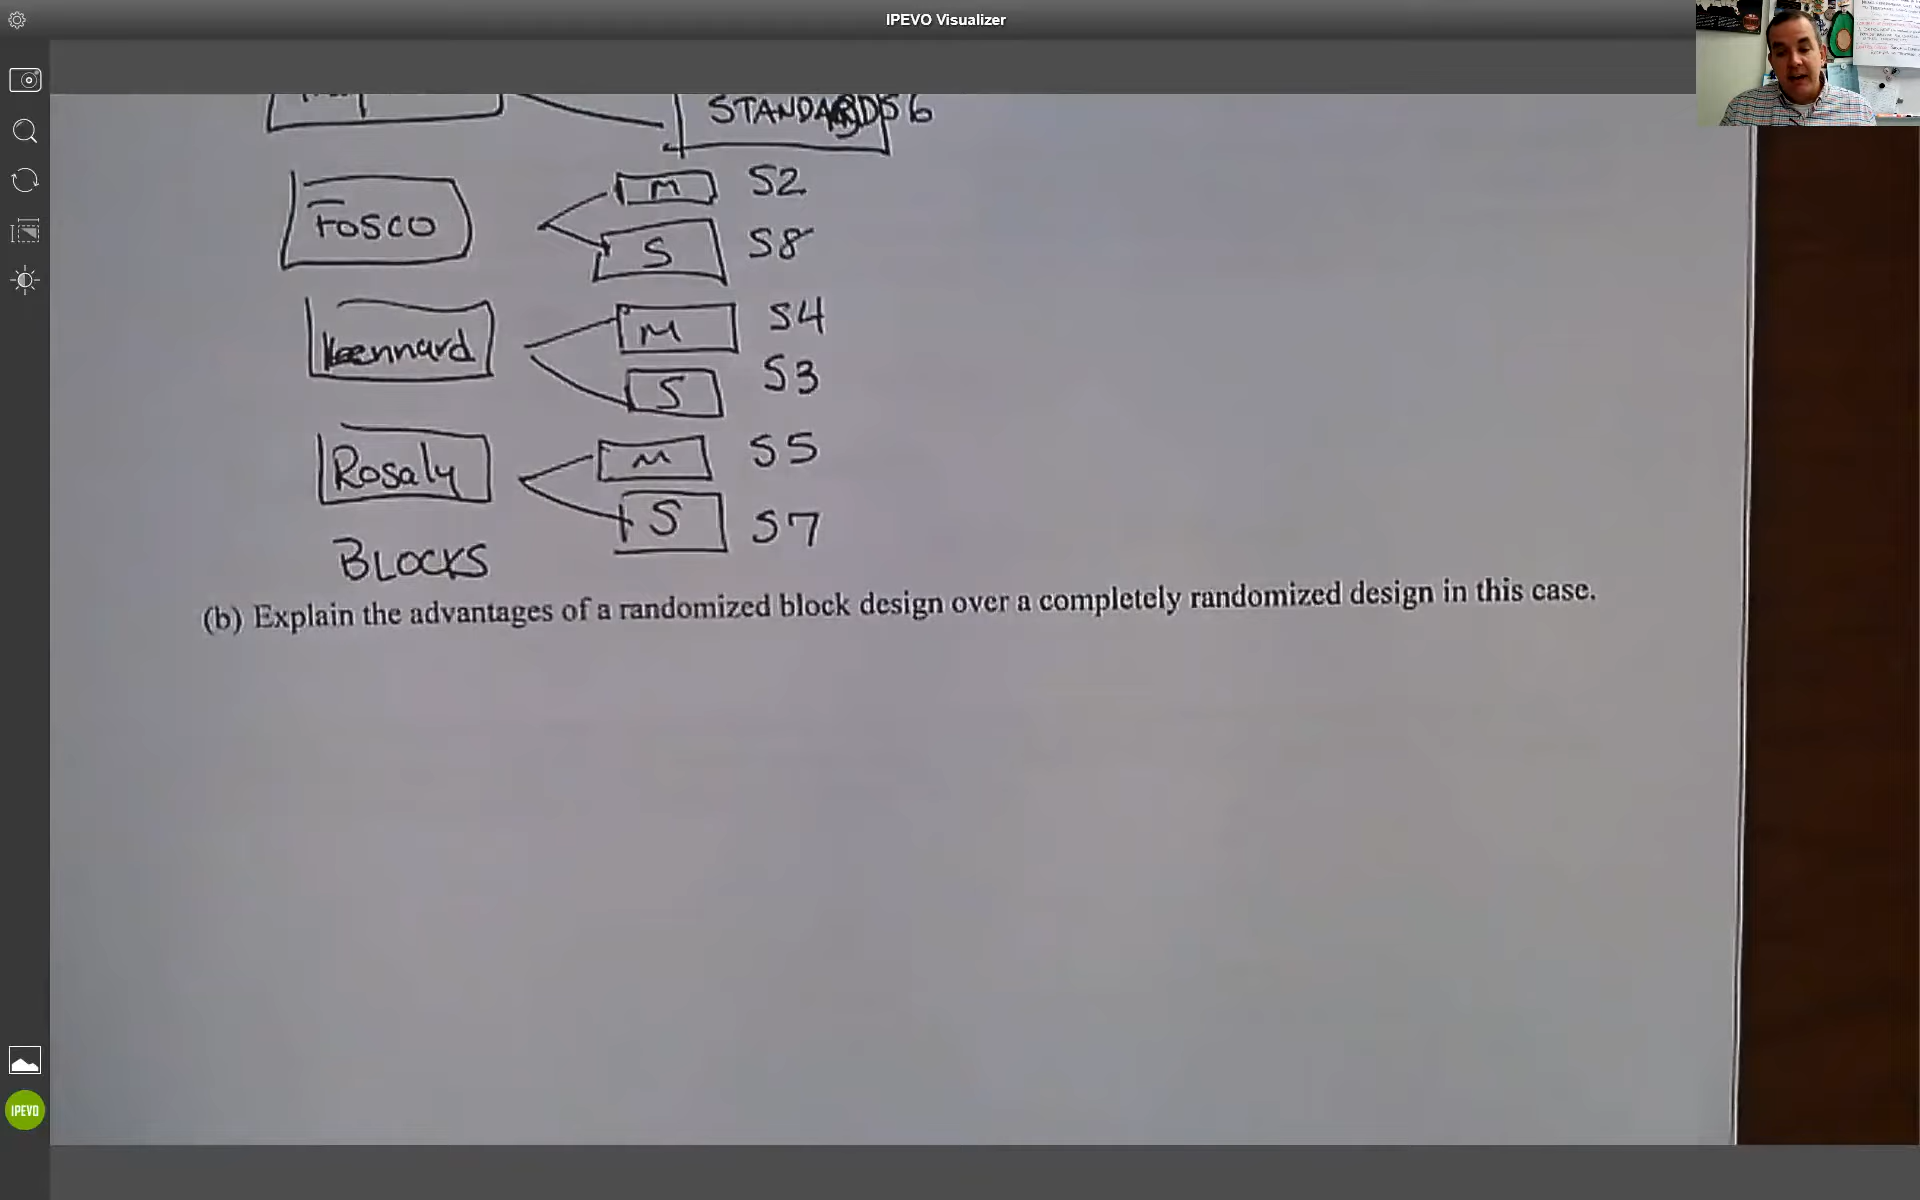 IPEVO Visualizer
STANDARD S6
FOSCO
M S2
S S8
Kennard
M S4
S S3
Rosaly
M S5
S S7
BLOCKS
(b) Explain the advantages of a randomized block design over a completely randomized design in this case.
IPEVO